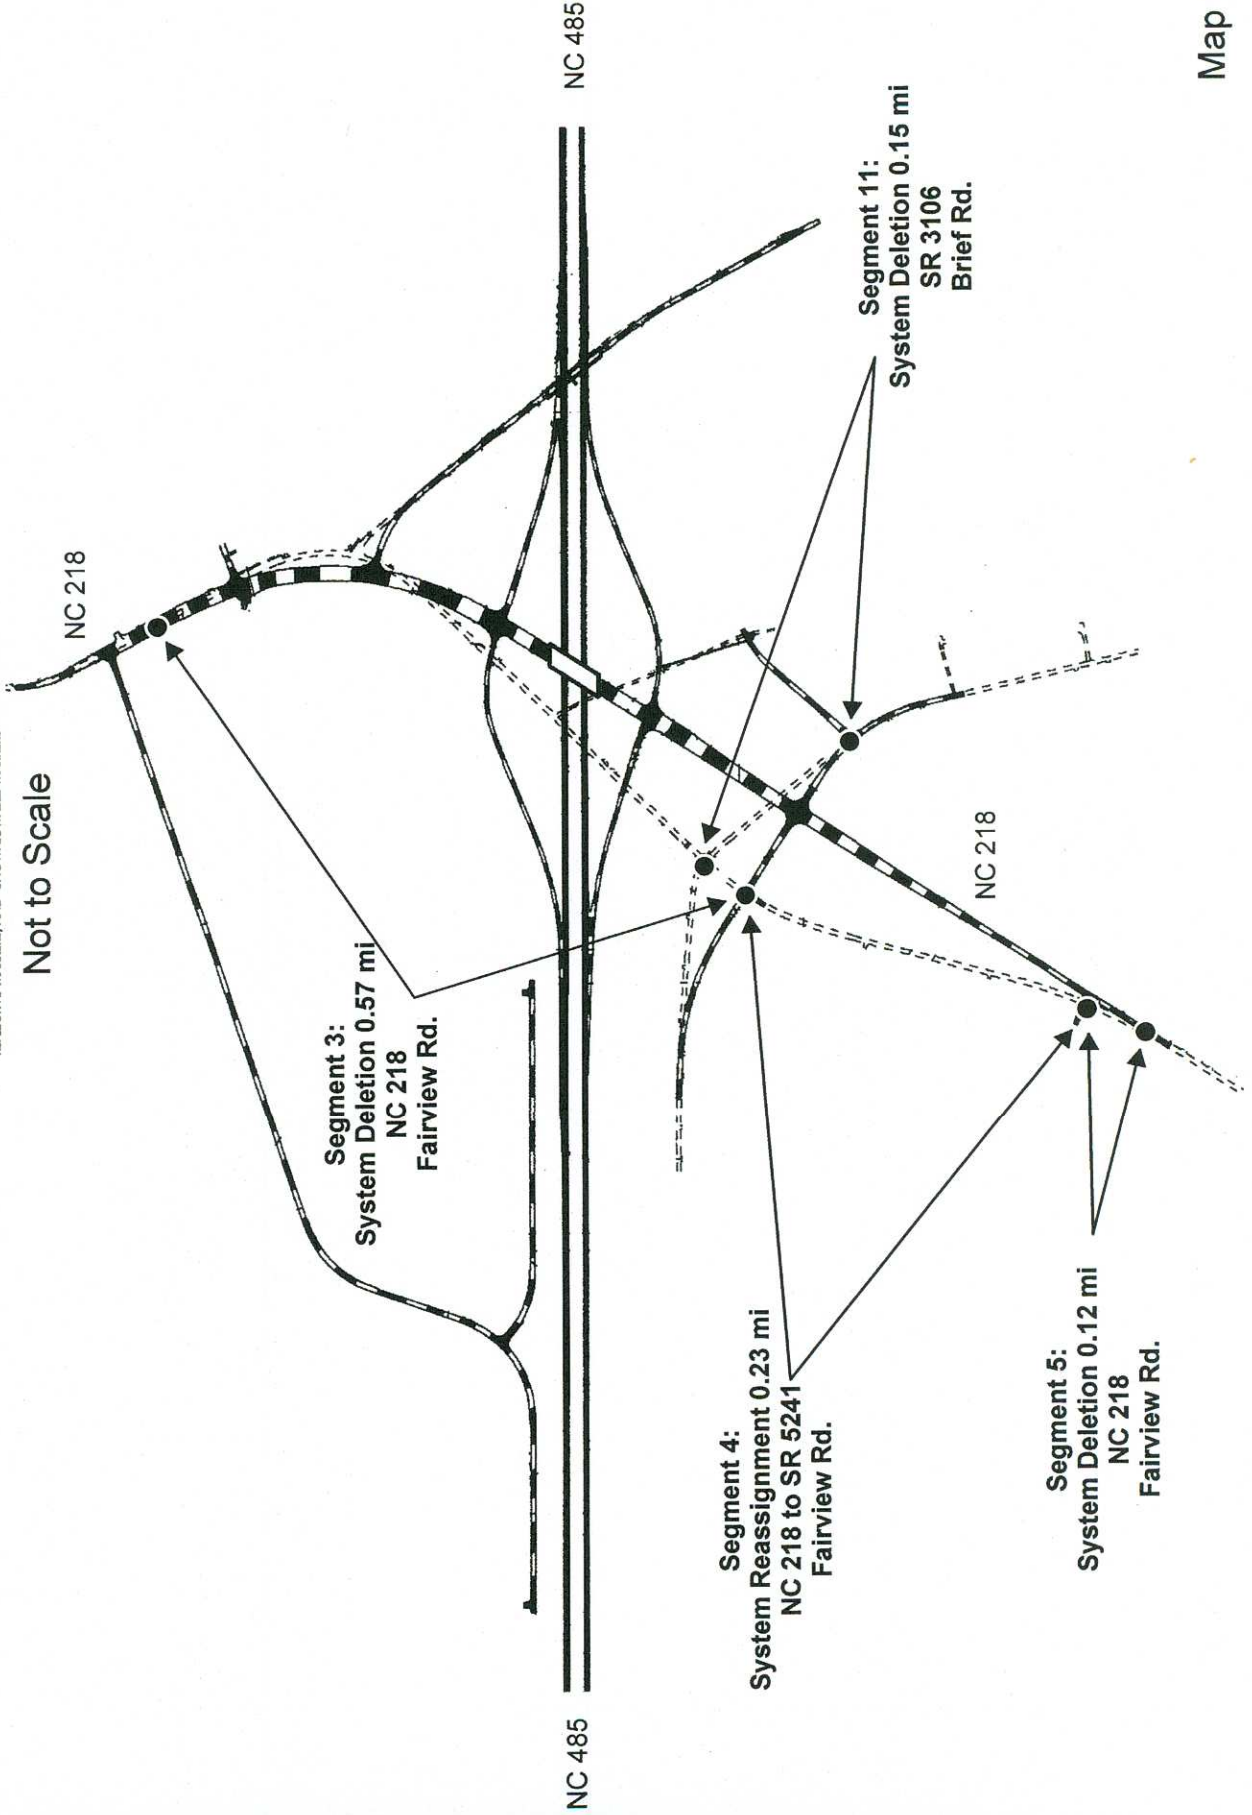 Not to Scale
NC 218
NC 485
Segment 3:
System Deletion 0.57 mi
NC 218
Fairview Rd.
Segment 11:
System Deletion 0.15 mi
SR 3106
Brief Rd.
Segment 4:
System Reassignment 0.23 mi
NC 218 to SR 5241
Fairview Rd.
NC 218
Segment 5:
System Deletion 0.12 mi
NC 218
Fairview Rd.
NC 485
Map